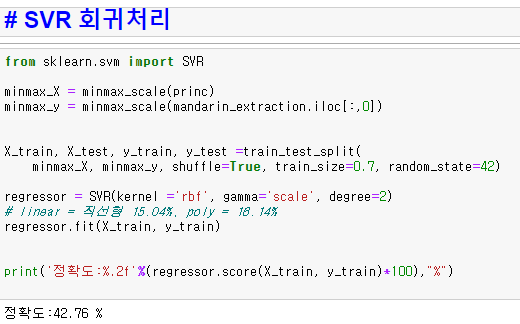 # SVR 회귀처리
from sklearn.svm import SVR
minmax_X = minmax_scale(princ)
minmax_y = minmax_scale(mandarin_extraction.iloc[:,0])
X_train, X_test, y_train, y_test =train_test_split(
minmax_X, minmax_y, shuffle=True, train_size=0.7, random_state=42)
regressor = SVR(kernel ='rbf', gamma='scale', degree=2)
# linear = 직선형 15.04%, poly = 18.14%
regressor.fit(X_train, y_train)
print('정확도:%.2f'%(regressor.score(X_train, y_train)*100),"%")
정확도:42.76 %